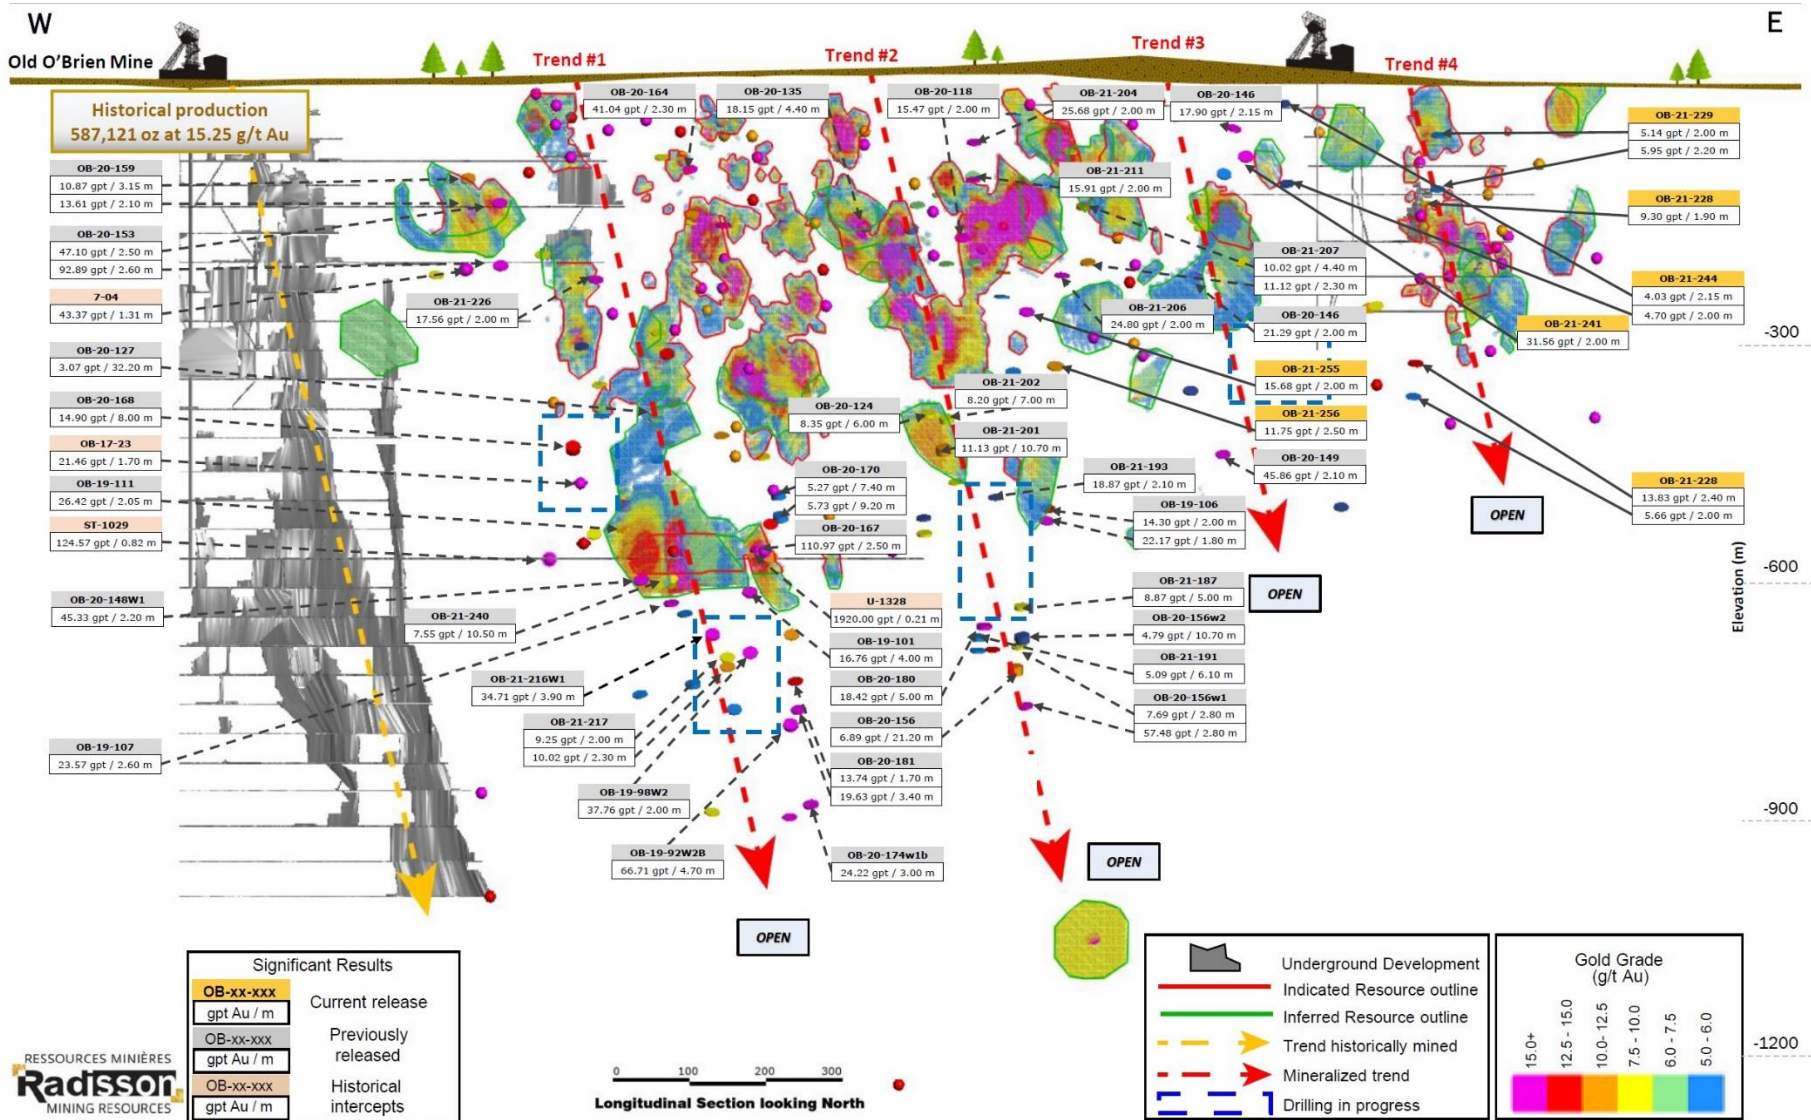 W
E
Old O'Brien Mine
Trend #1
Trend #2
Trend #3
Trend #4
Historical production
587,121 oz at 15.25 g/t Au
OB-20-164
41.04 gpt / 2.30 m
OB-20-135
18.15 gpt / 4.40 m
OB-20-118
15.47 gpt / 2.00 m
OB-21-204
25.68 gpt / 2.00 m
OB-20-146
17.90 gpt / 2.15 m
OB-21-229
5.14 gpt / 2.00 m
5.95 gpt / 2.20 m
OB-20-159
10.87 gpt / 3.15 m
13.61 gpt / 2.10 m
OB-21-211
15.91 gpt / 2.00 m
OB-21-228
9.30 gpt / 1.90 m
OB-20-153
47.10 gpt / 2.50 m
92.89 gpt / 2.60 m
OB-21-207
10.02 gpt / 4.40 m
11.12 gpt / 2.30 m
OB-21-244
4.03 gpt / 2.15 m
4.70 gpt / 2.00 m
7-04
43.37 gpt / 1.31 m
OB-21-226
17.56 gpt / 2.00 m
OB-21-206
24.80 gpt / 2.00 m
OB-20-146
21.29 gpt / 2.00 m
OB-21-241
31.56 gpt / 2.00 m
-300
OB-20-127
3.07 gpt / 32.20 m
OB-21-255
15.68 gpt / 2.00 m
OB-20-168
14.90 gpt / 8.00 m
OB-20-124
8.35 gpt / 6.00 m
OB-21-202
8.20 gpt / 7.00 m
OB-21-256
11.75 gpt / 2.50 m
OB-17-23
21.46 gpt / 1.70 m
OB-21-201
11.13 gpt / 10.70 m
OB-20-149
45.86 gpt / 2.10 m
OB-19-111
26.42 gpt / 2.05 m
OB-20-170
5.27 gpt / 7.40 m
5.73 gpt / 9.20 m
OB-21-193
18.87 gpt / 2.10 m
OB-21-228
13.83 gpt / 2.40 m
5.66 gpt / 2.00 m
ST-1029
124.57 gpt / 0.82 m
OB-20-167
110.97 gpt / 2.50 m
OB-19-106
14.30 gpt / 2.00 m
22.17 gpt / 1.80 m
OPEN
-600
Elevation (m)
OB-20-148W1
45.33 gpt / 2.20 m
OB-21-240
7.55 gpt / 10.50 m
U-1328
1920.00 gpt / 0.21 m
OB-21-187
8.87 gpt / 5.00 m
OPEN
OB-19-101
16.76 gpt / 4.00 m
OB-20-156w2
4.79 gpt / 10.70 m
OB-21-216W1
34.71 gpt / 3.90 m
OB-20-180
18.42 gpt / 5.00 m
OB-21-191
5.09 gpt / 6.10 m
OB-21-217
9.25 gpt / 2.00 m
10.02 gpt / 2.30 m
OB-20-156
6.89 gpt / 21.20 m
OB-20-156w1
7.69 gpt / 2.80 m
57.48 gpt / 2.80 m
OB-19-107
23.57 gpt / 2.60 m
OB-20-181
13.74 gpt / 1.70 m
19.63 gpt / 3.40 m
OB-19-98W2
37.76 gpt / 2.00 m
-900
OB-19-92W2B
66.71 gpt / 4.70 m
OB-20-174w1b
24.22 gpt / 3.00 m
OPEN
OPEN
Significant Results
OB-xx-xxx
gpt Au / m
Current release
OB-xx-xxx
gpt Au / m
Previously
released
OB-xx-xxx
gpt Au / m
Historical
intercepts
RESSOURCES MINIÈRES
Radisson
MINING RESOURCES
0 100 200 300
Longitudinal Section looking North
Underground Development
Indicated Resource outline
Inferred Resource outline
Trend historically mined
Mineralized trend
Drilling in progress
Gold Grade
(g/t Au)
15.0+
12.5 - 15.0
10.0- 12.5
7.5 - 10.0
6.0 - 7.5
5.0 - 6.0
-1200